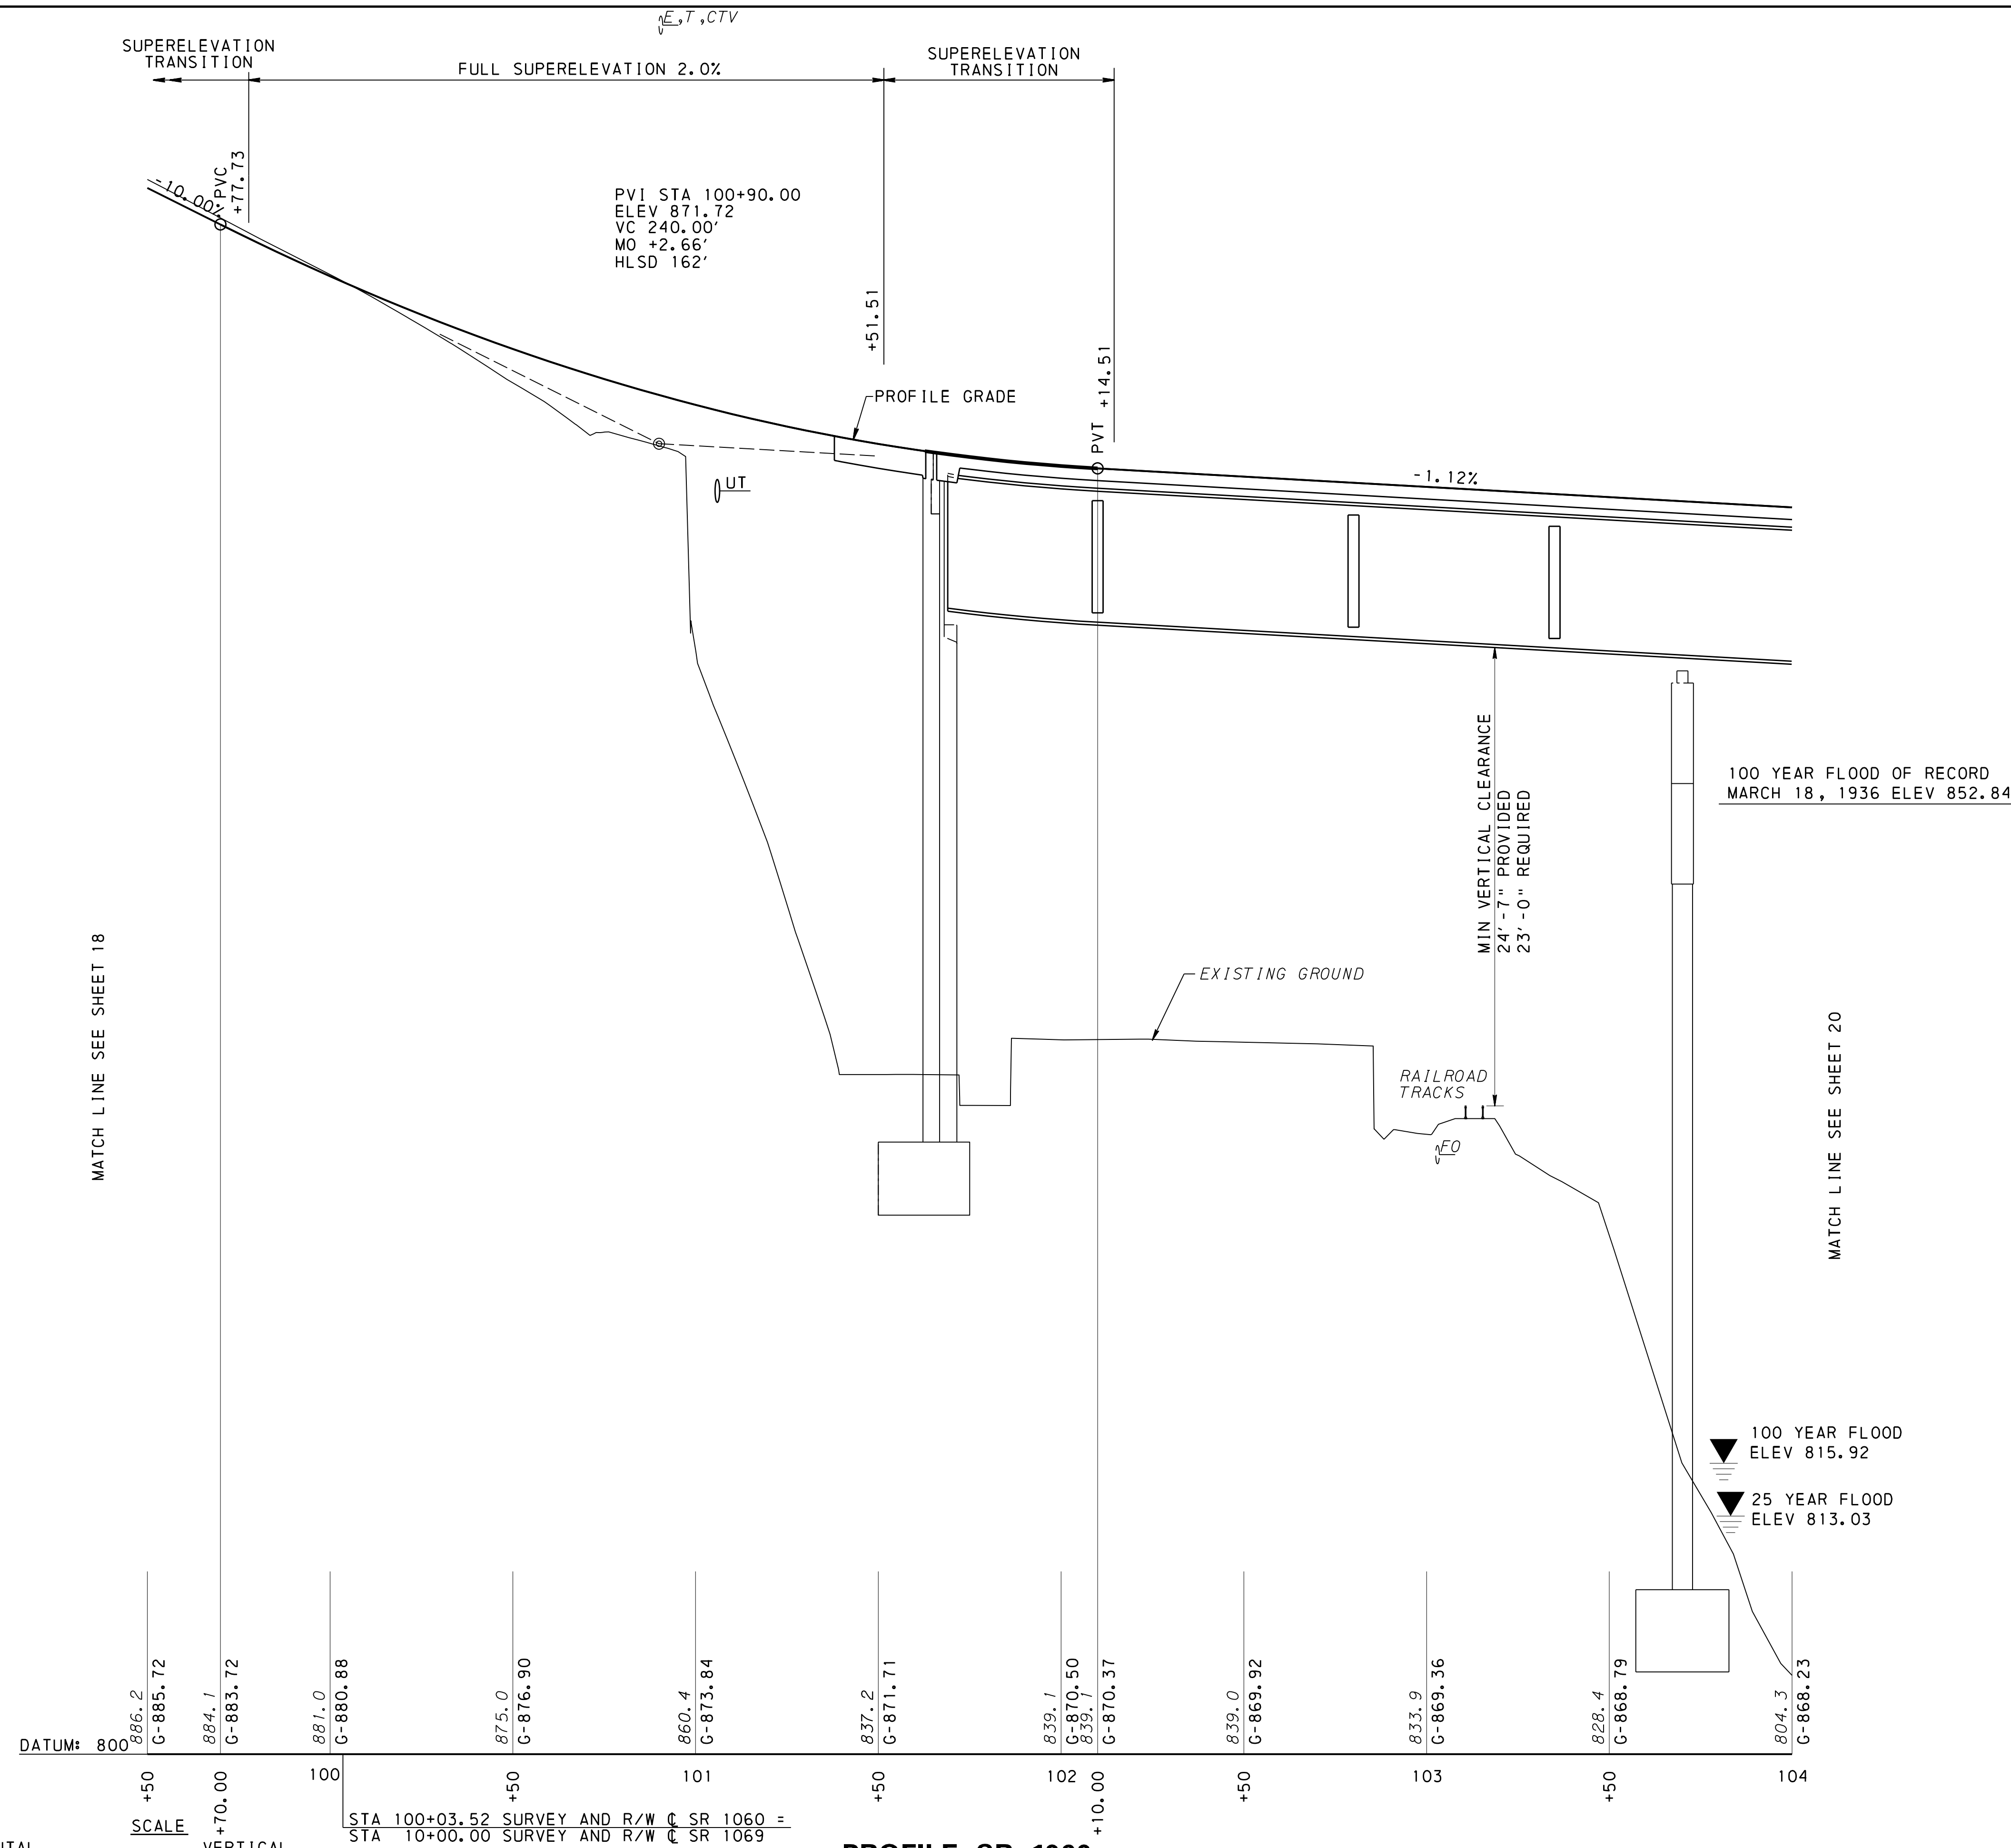 E,T,CTV
SUPERELEVATION
TRANSITION
FULL SUPERELEVATION 2.0%
SUPERELEVATION
TRANSITION
-10.00%
PVC
+77.73
PVI STA 100+90.00
ELEV 871.72
VC 240.00'
MO +2.66'
HLSD 162'
+51.51
PVT
+14.51
PROFILE GRADE
-1.12%
UT
MIN VERTICAL CLEARANCE
24'-7" PROVIDED
23'-0" REQUIRED
100 YEAR FLOOD OF RECORD
MARCH 18, 1936 ELEV 852.84
MATCH LINE SEE SHEET 18
EXISTING GROUND
MATCH LINE SEE SHEET 20
RAILROAD
TRACKS
FO
100 YEAR FLOOD
ELEV 815.92
25 YEAR FLOOD
ELEV 813.03
886.2
G-885.72
884.1
G-883.72
881.0
G-880.88
875.0
G-876.90
860.4
G-873.84
837.2
G-871.71
839.1
G-870.50
839.1
G-870.37
839.0
G-869.92
833.9
G-869.36
828.4
G-868.79
804.3
G-868.23
DATUM: 800
+50
+70.00
100
+50
101
+50
102
+10.00
+50
103
+50
104
SCALE
STA 100+03.52 SURVEY AND R/W ℄ SR 1060 =
STA 10+00.00 SURVEY AND R/W ℄ SR 1069
VERTICAL
PROFILE SR